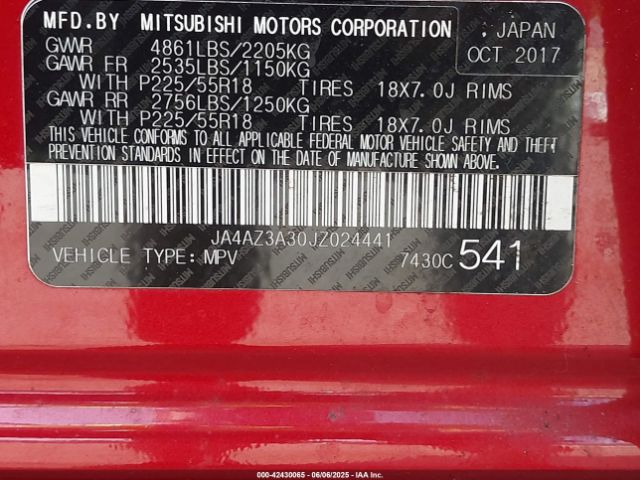 MFD.BY MITSUBISHI MOTORS CORPORATION , JAPAN
GVWR 4861LBS/2205KG OCT 2017
GAWR FR 2535LBS/1150KG
WITH P225/55R18 TIRES 18X7.0J RIMS
GAWR RR 2756LBS/1250KG
WITH P225/55R18 TIRES 18X7.0J RIMS
THIS VEHICLE CONFORMS TO ALL APPLICABLE FEDERAL MOTOR VEHICLE SAFETY AND THEFT
PREVENTION STANDARDS IN EFFECT ON THE DATE OF MANUFACTURE SHOWN ABOVE.
JA4AZ3A30JZ024441
VEHICLE TYPE: MPV 7430C 541
000-42430065 - 06/06/2025 - IAAI.COM